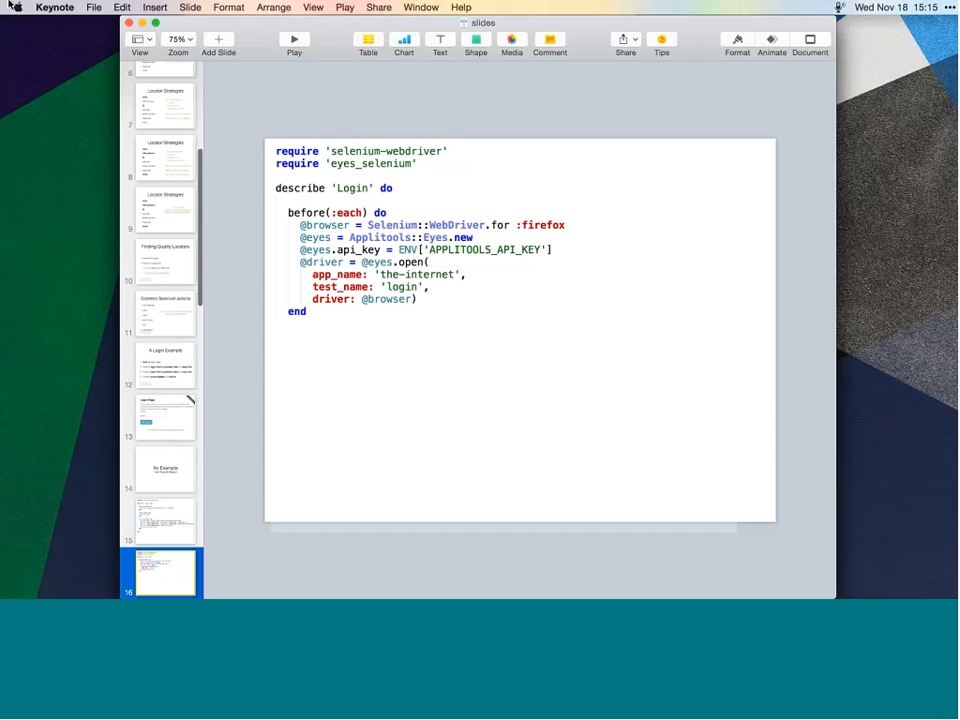 Keynote File Edit Insert Slide Format Arrange View Play Share Window Help Wed Nov 18 15:15
slides
75%
View Zoom Add Slide Play Table Chart Text Shape Media Comment Share Tips Format Animate Document
6
Locator Strategies
7
Locator Strategies
8
Locator Strategies
9
Finding Quality Locators
10
Common Selenium actions
11
A Login Example
12
13
An Example
14
15
16
require 'selenium-webdriver'
require 'eyes_selenium'
describe 'Login' do
before(:each) do
@browser = Selenium::WebDriver.for :firefox
@eyes = Applitools::Eyes.new
@eyes.api_key = ENV['APPLITOOLS_API_KEY']
@driver = @eyes.open(
app_name: 'the-internet',
test_name: 'login',
driver: @browser)
end